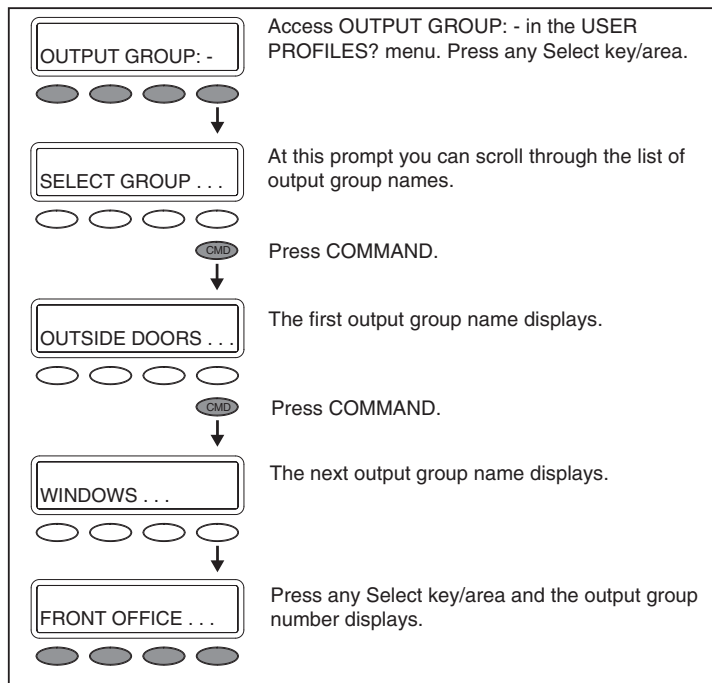 OUTPUT GROUP: -
Access OUTPUT GROUP: - in the USER
PROFILES? menu. Press any Select key/area.
SELECT GROUP . . .
At this prompt you can scroll through the list of
output group names.
CMD
Press COMMAND.
OUTSIDE DOORS . . .
The first output group name displays.
CMD
Press COMMAND.
WINDOWS . . .
The next output group name displays.
FRONT OFFICE . . .
Press any Select key/area and the output group
number displays.